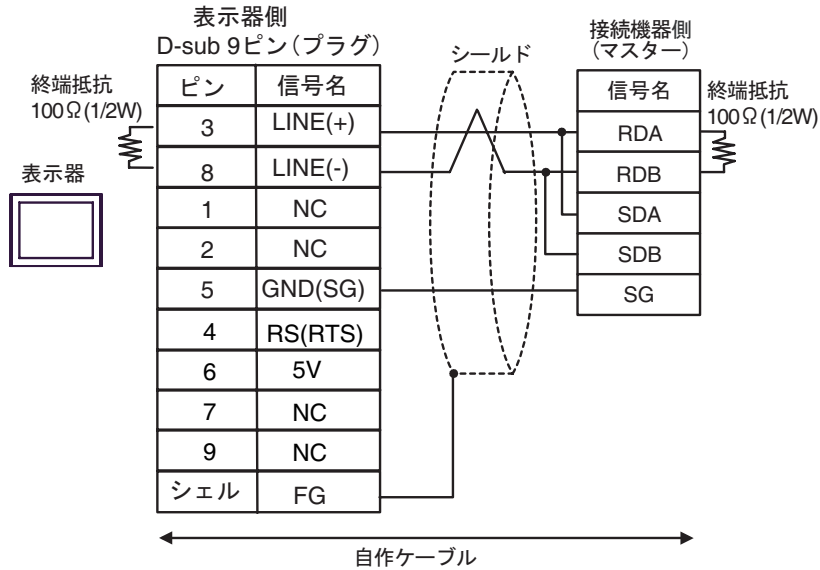 表示器側
D-sub 9ピン(プラグ)
シールド
接続機器側
(マスター)
終端抵抗
100Ω(1/2W)
表示器
ピン 信号名
3 LINE(+)
8 LINE(-)
1 NC
2 NC
5 GND(SG)
4 RS(RTS)
6 5V
7 NC
9 NC
シェル FG
信号名
RDA
RDB
SDA
SDB
SG
終端抵抗
100Ω(1/2W)
自作ケーブル